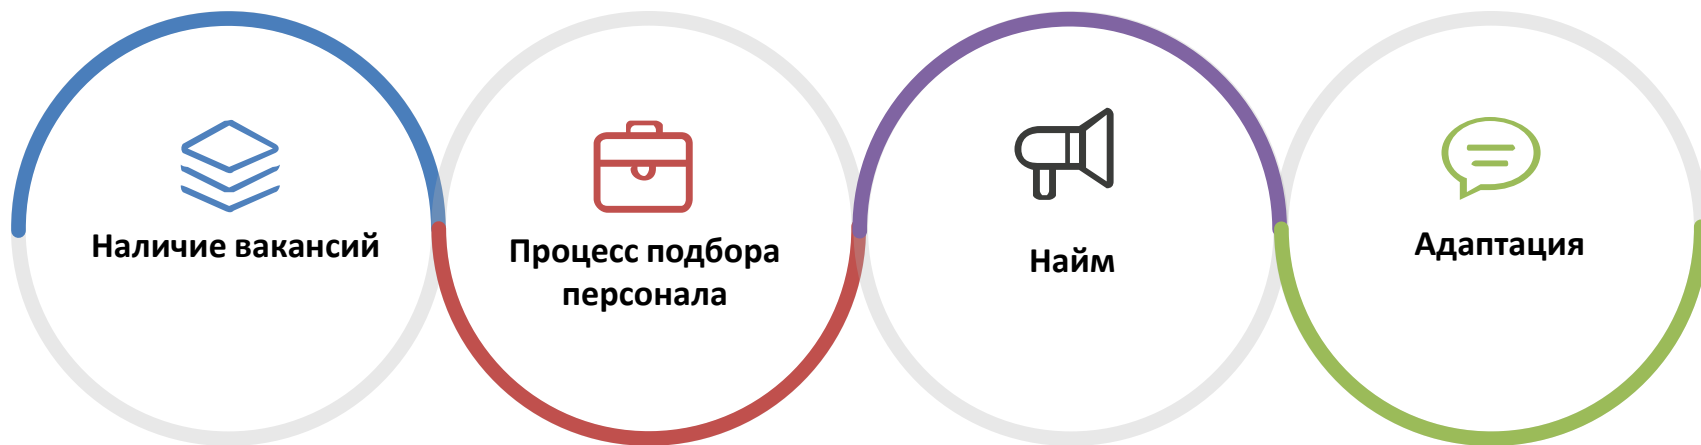 Наличие вакансий
Процесс подбора
персонала
Найм
Адаптация